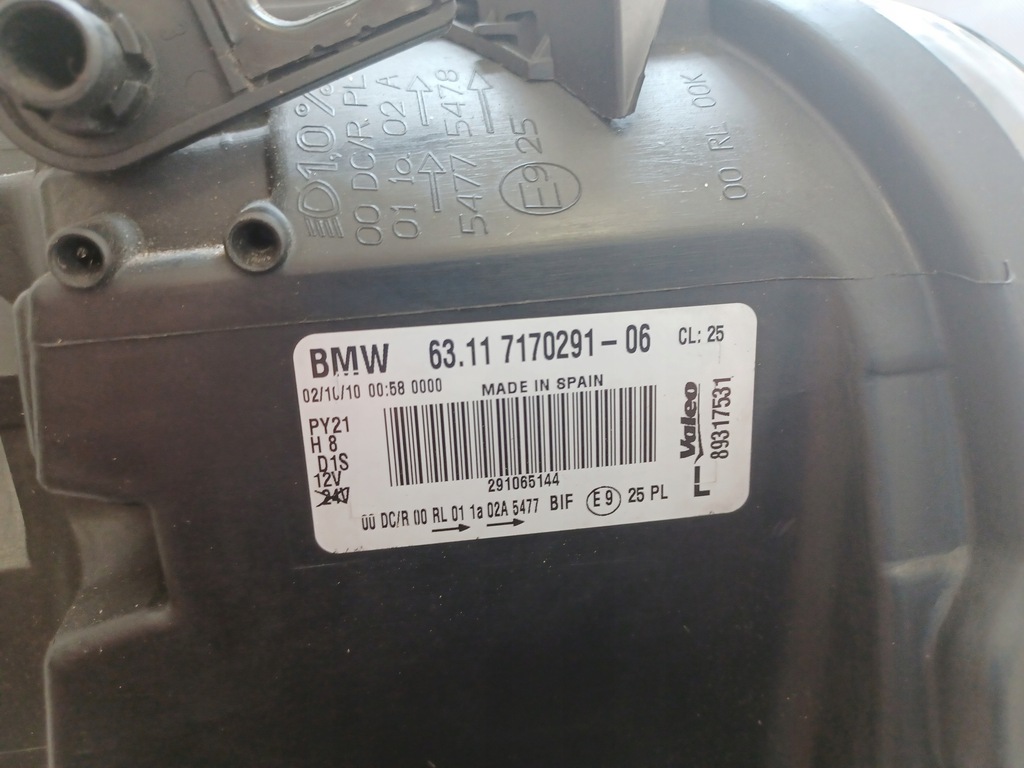 10%
00 DC/R PL
01 1a 02 A
5477 5478
E9 25
00 RL 00K
BMW 63.11 7170291-06 CL: 25
02/10/10 00:58 0000 MADE IN SPAIN
PY21
H 8
D1S
12V
24V
291065144
00 DC/R 00 RL 01 1a 02A 5477 BIF E9 25 PL
Valeo
89317531